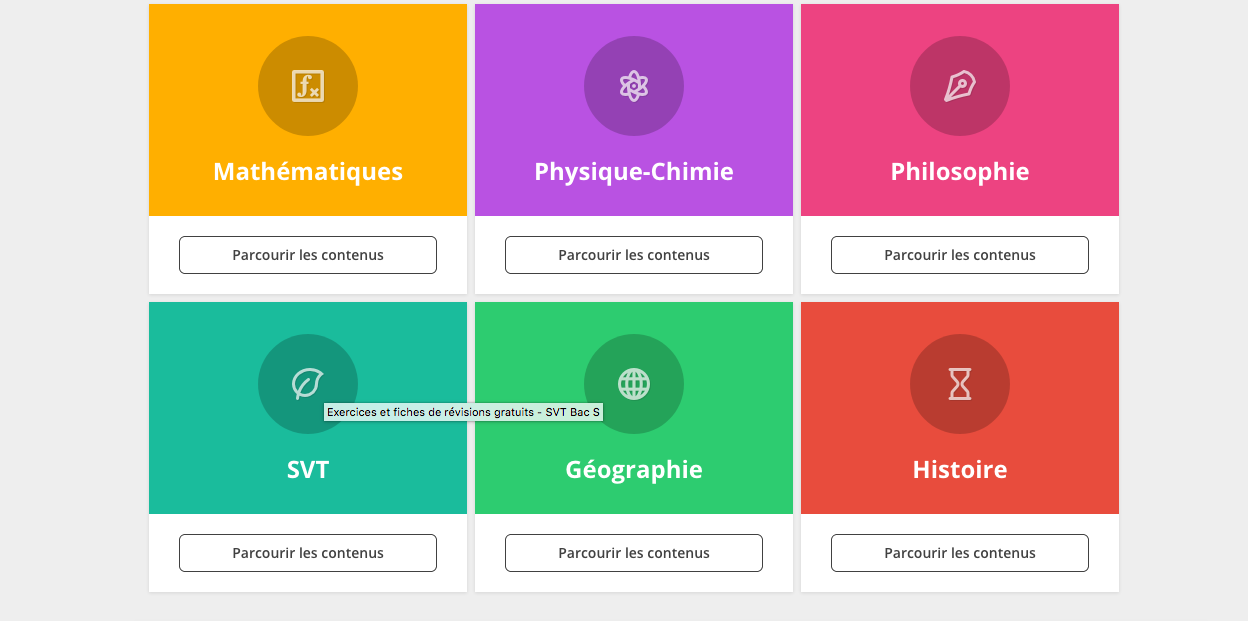 Mathématiques
Physique-Chimie
Philosophie
Parcourir les contenus
Parcourir les contenus
Parcourir les contenus
Exercices et fiches de révisions gratuits - SVT Bac S
SVT
Géographie
Histoire
Parcourir les contenus
Parcourir les contenus
Parcourir les contenus